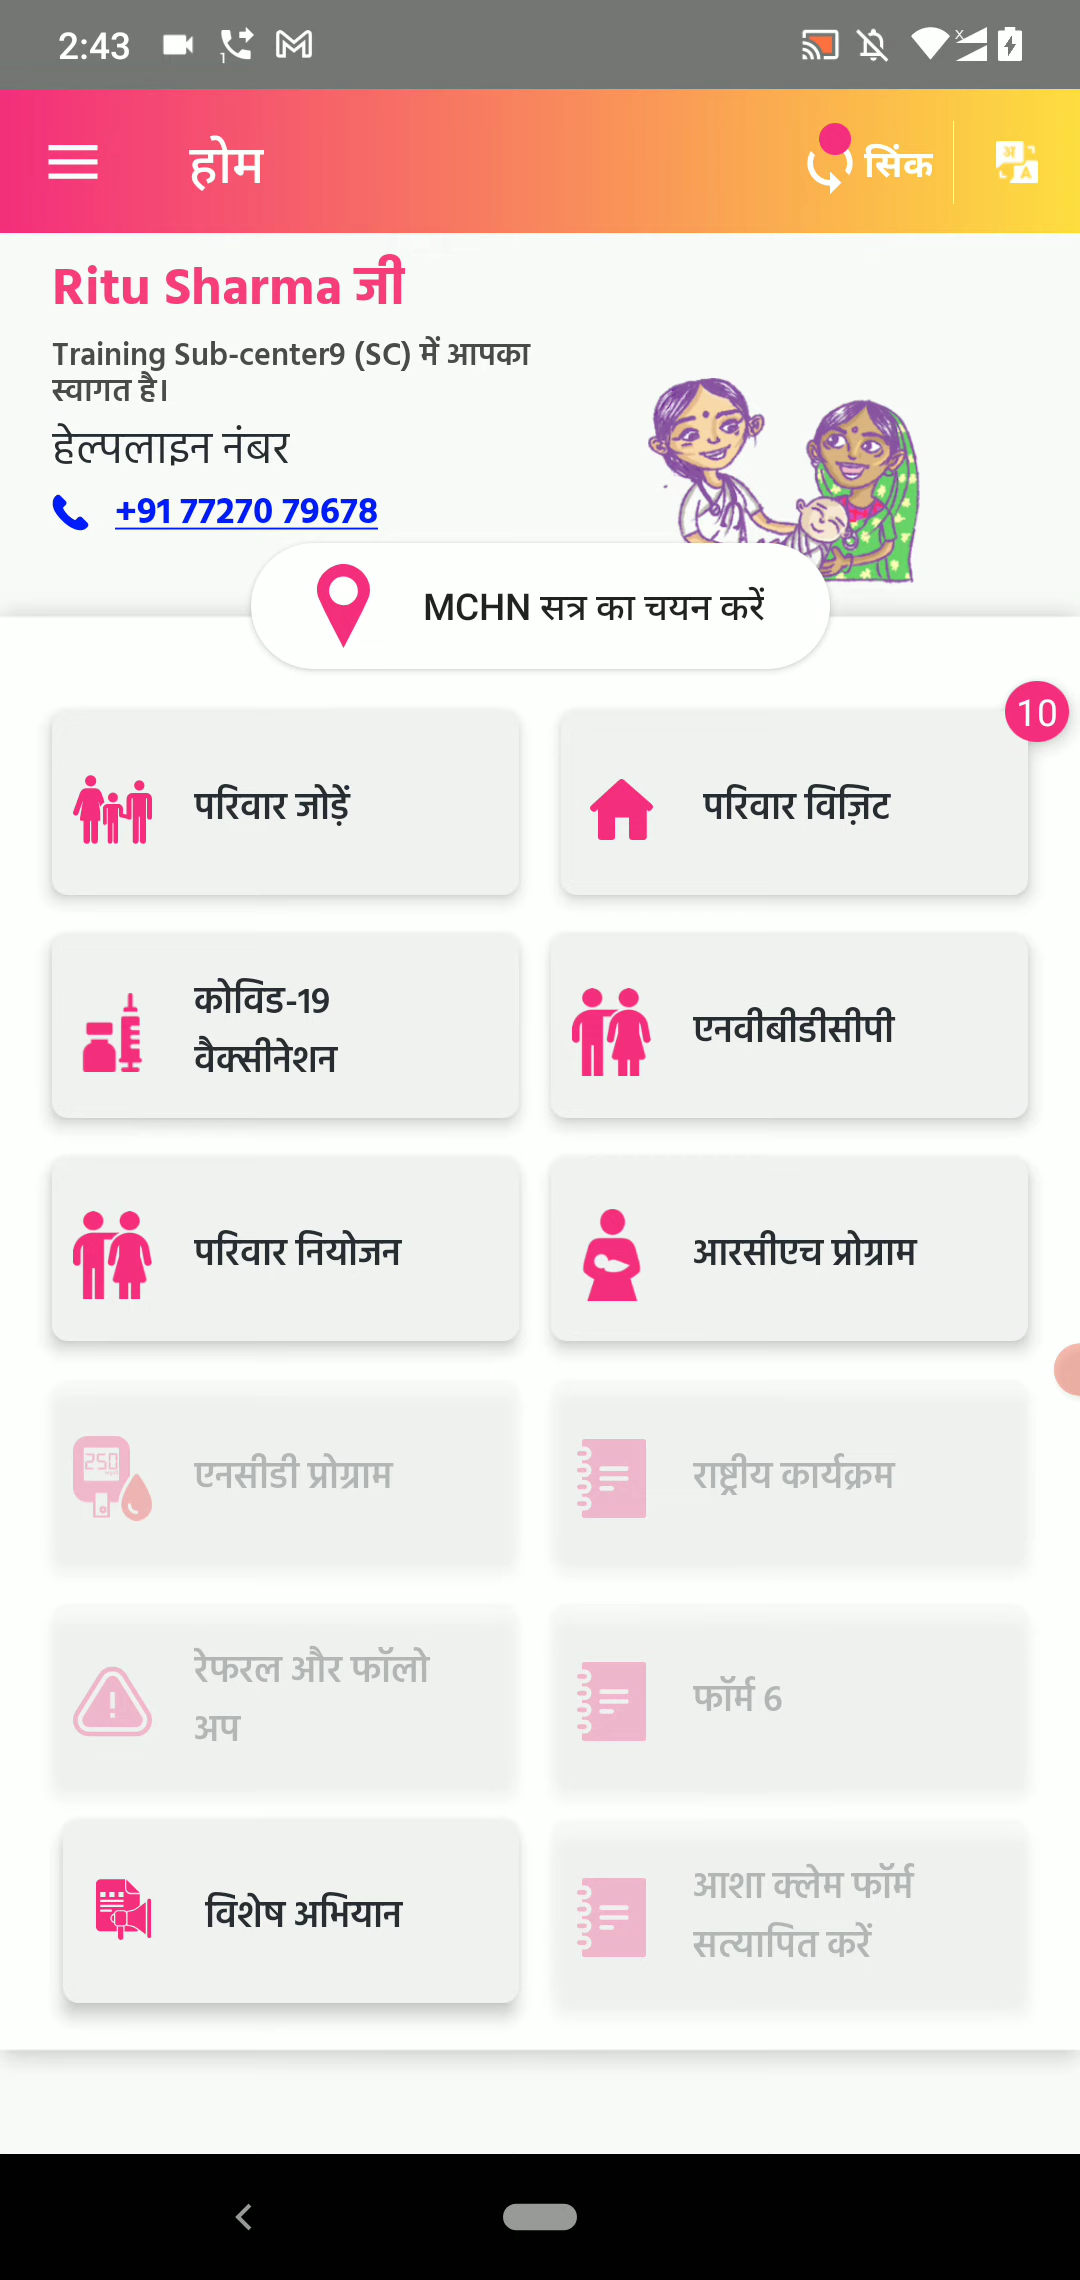 2:43
1
होम
सिंक
अ
A
Ritu Sharma जी
Training Sub-center9 (SC) में आपका
स्वागत है।
हेल्पलाइन नंबर
+91 77270 79678
MCHN सत्र का चयन करें
10
परिवार जोड़ें
परिवार विज़िट
कोविड-19
वैक्सीनेशन
एनवीबीडीसीपी
परिवार नियोजन
आरसीएच प्रोग्राम
250
एनसीडी प्रोग्राम
राष्ट्रीय कार्यक्रम
रेफरल और फॉलो
अप
फॉर्म 6
विशेष अभियान
आशा क्लेम फॉर्म
सत्यापित करें